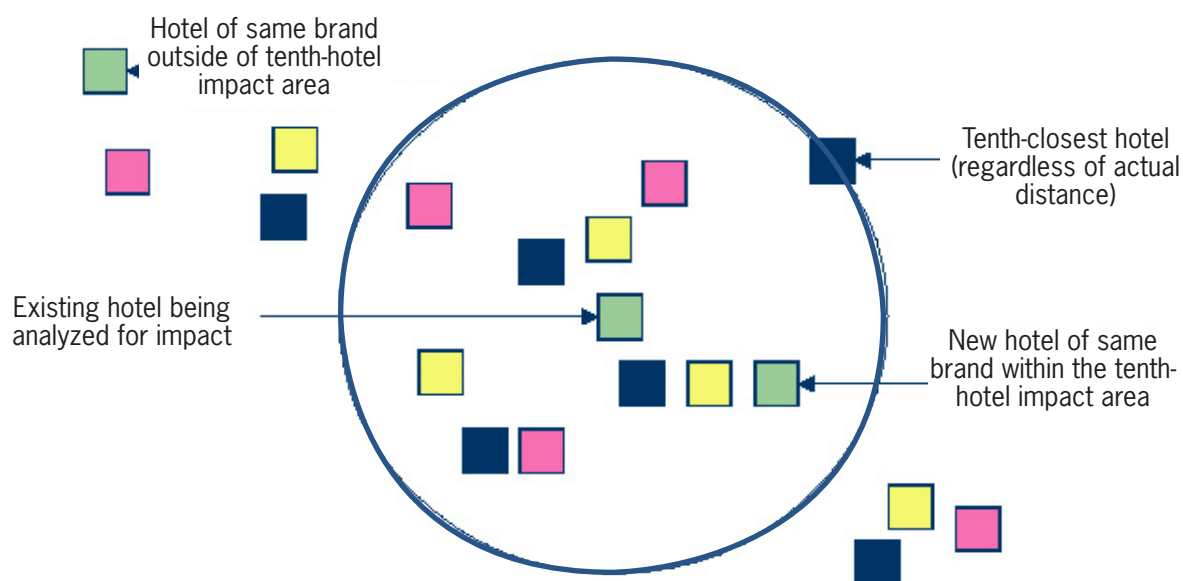 Hotel of same brand
outside of tenth-hotel
impact area
Tenth-closest hotel
(regardless of actual
distance)
Existing hotel being
analyzed for impact
New hotel of same
brand within the tenth-
hotel impact area